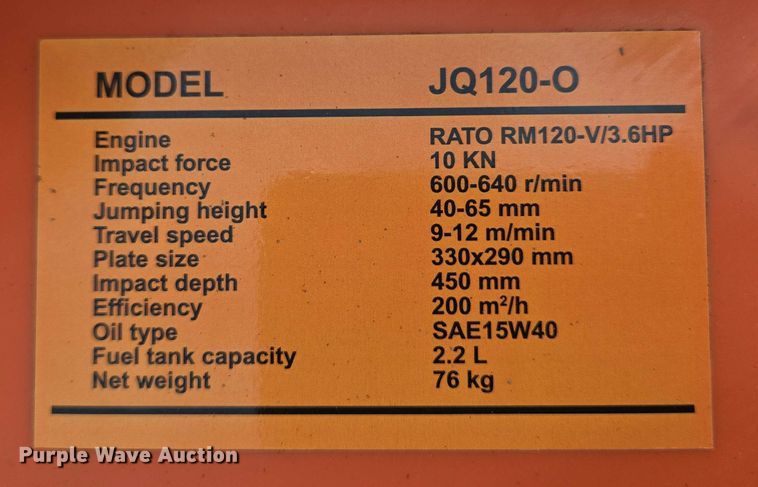 MODEL JQ120-O
Engine RATO RM120-V/3.6HP
Impact force 10 KN
Frequency 600-640 r/min
Jumping height 40-65 mm
Travel speed 9-12 m/min
Plate size 330x290 mm
Impact depth 450 mm
Efficiency 200 m²/h
Oil type SAE15W40
Fuel tank capacity 2.2 L
Net weight 76 kg
Purple Wave Auction